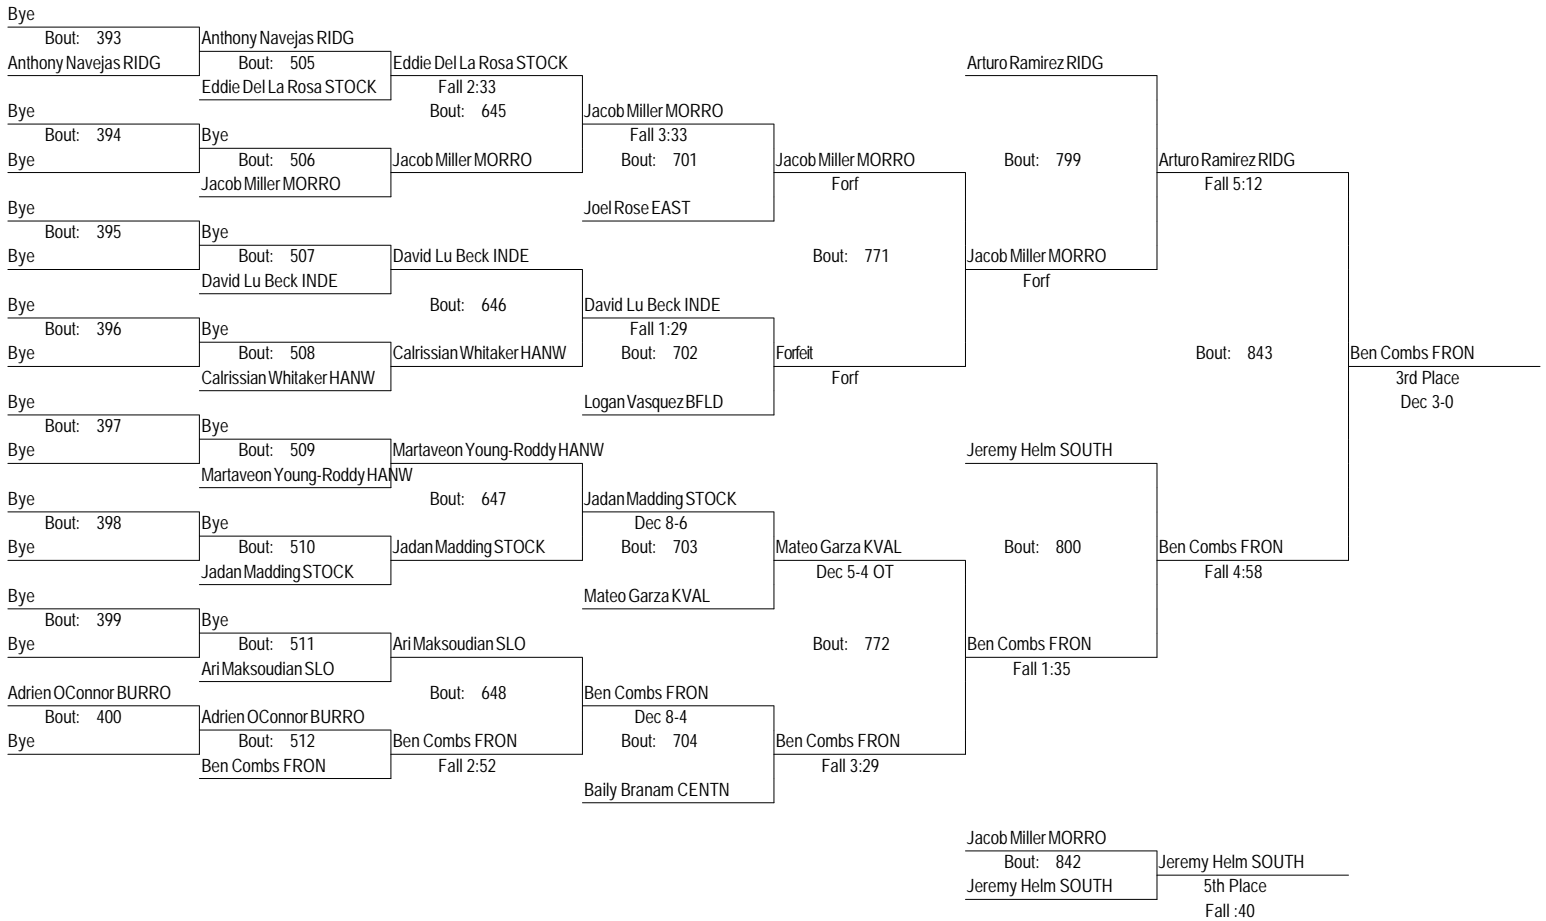 Bye
Bout: 393
Anthony Navejas RIDG
Anthony Navejas RIDG
Bout: 505
Eddie Del La Rosa STOCK
Eddie Del La Rosa STOCK
Fall 2:33
Bout: 645
Bye
Bout: 394
Bye
Bye
Bout: 506
Jacob Miller MORRO
Jacob Miller MORRO
Jacob Miller MORRO
Fall 3:33
Bout: 701
Joel Rose EAST
Jacob Miller MORRO
Forf
Bye
Bout: 395
Bye
Bye
Bout: 507
David Lu Beck INDE
David Lu Beck INDE
Bout: 646
Bye
Bout: 396
Bye
Bye
Bout: 508
Calrissian Whitaker HANW
Calrissian Whitaker HANW
David Lu Beck INDE
Fall 1:29
Bout: 702
Logan Vasquez BFLD
Forfeit
Forf
Bout: 771
Arturo Ramirez RIDG
Bout: 799
Jacob Miller MORRO
Forf
Arturo Ramirez RIDG
Fall 5:12
Bye
Bout: 397
Bye
Bye
Bout: 509
Martaveon Young-Roddy HANW
Martaveon Young-Roddy HANW
Bout: 647
Bye
Bout: 398
Bye
Bye
Bout: 510
Jadan Madding STOCK
Jadan Madding STOCK
Jadan Madding STOCK
Dec 8-6
Bout: 703
Mateo Garza KVAL
Mateo Garza KVAL
Dec 5-4 OT
Bye
Bout: 399
Bye
Bye
Bout: 511
Ari Maksoudian SLO
Ari Maksoudian SLO
Bout: 648
Adrien OConnor BURRO
Bout: 400
Bye
Adrien OConnor BURRO
Bout: 512
Ben Combs FRON
Ben Combs FRON
Fall 2:52
Ben Combs FRON
Dec 8-4
Bout: 704
Baily Branam CENTN
Ben Combs FRON
Fall 3:29
Bout: 772
Jeremy Helm SOUTH
Bout: 800
Ben Combs FRON
Fall 1:35
Ben Combs FRON
Fall 4:58
Bout: 843
Ben Combs FRON
3rd Place
Dec 3-0
Jacob Miller MORRO
Bout: 842
Jeremy Helm SOUTH
Jeremy Helm SOUTH
5th Place
Fall :40